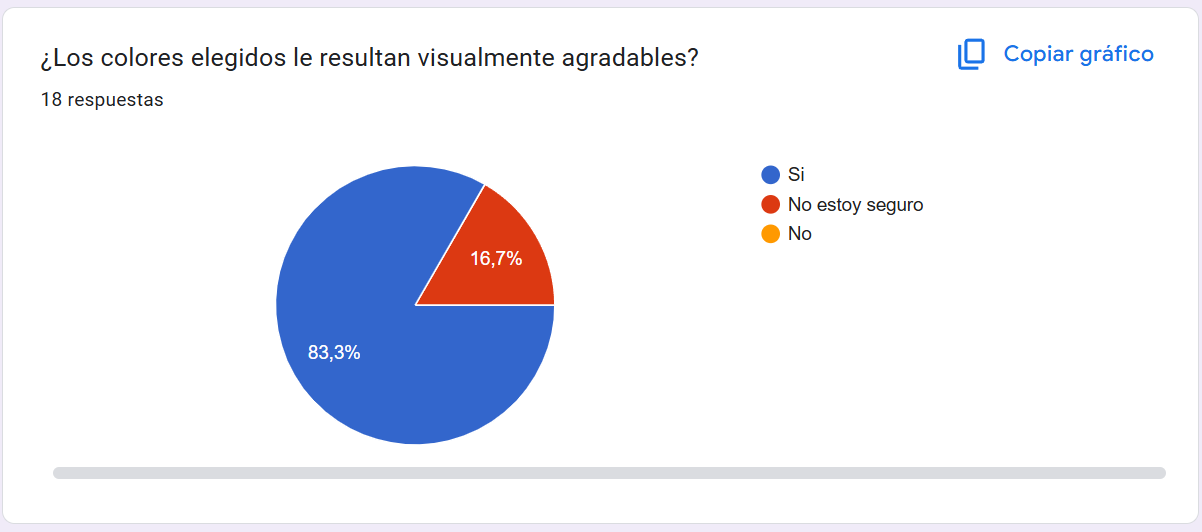 ¿Los colores elegidos le resultan visualmente agradables?
Copiar gráfico
18 respuestas
Si
No estoy seguro
No
16,7%
83,3%